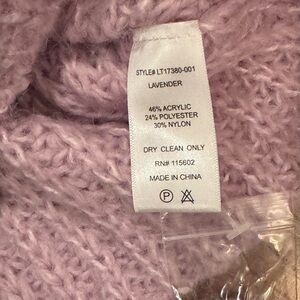 STYLE# LT17380-001
LAVENDER
46% ACRYLIC
24% POLYESTER
30% NYLON
DRY CLEAN ONLY
RN# 115602
MADE IN CHINA
P